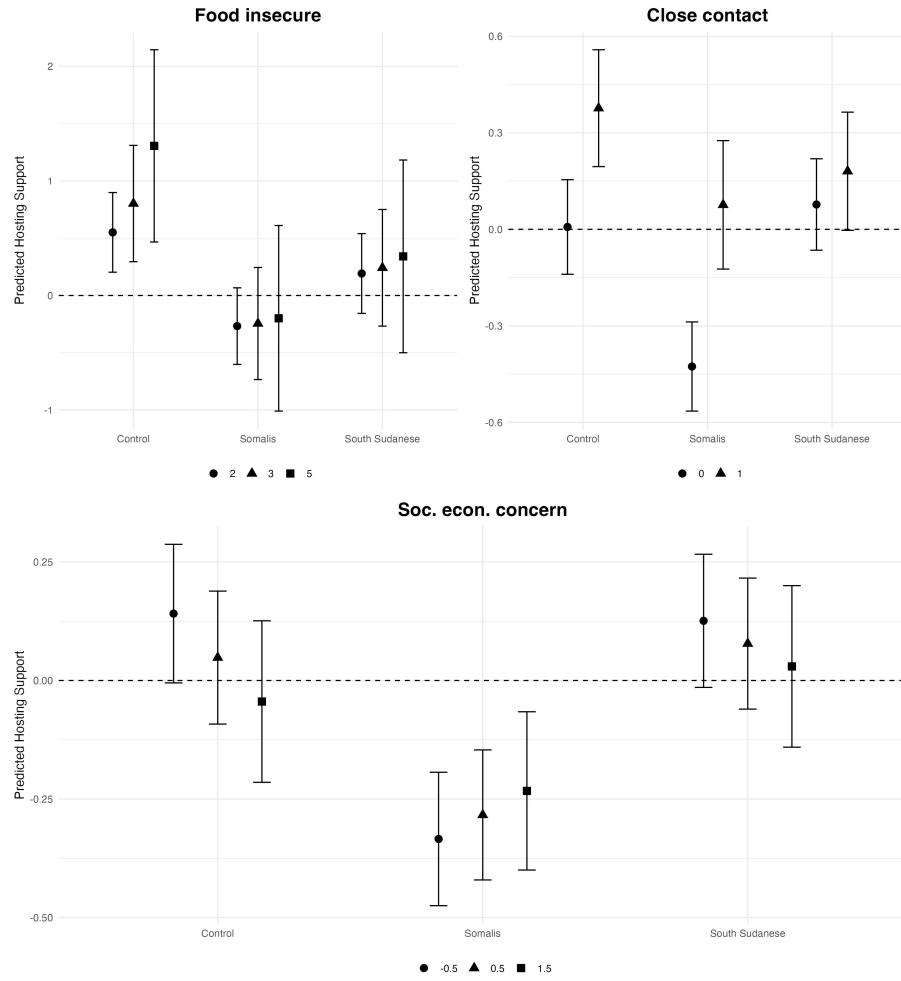 Food insecure
Predicted Hosting Support
2
1
0
-1
Control Somalis South Sudanese
2 3 5
Close contact
Predicted Hosting Support
0.6
0.3
0.0
-0.3
-0.6
Control Somalis South Sudanese
0 1
Soc. econ. concern
Predicted Hosting Support
0.25
0.00
-0.25
-0.50
Control Somalis South Sudanese
-0.5 0.5 1.5